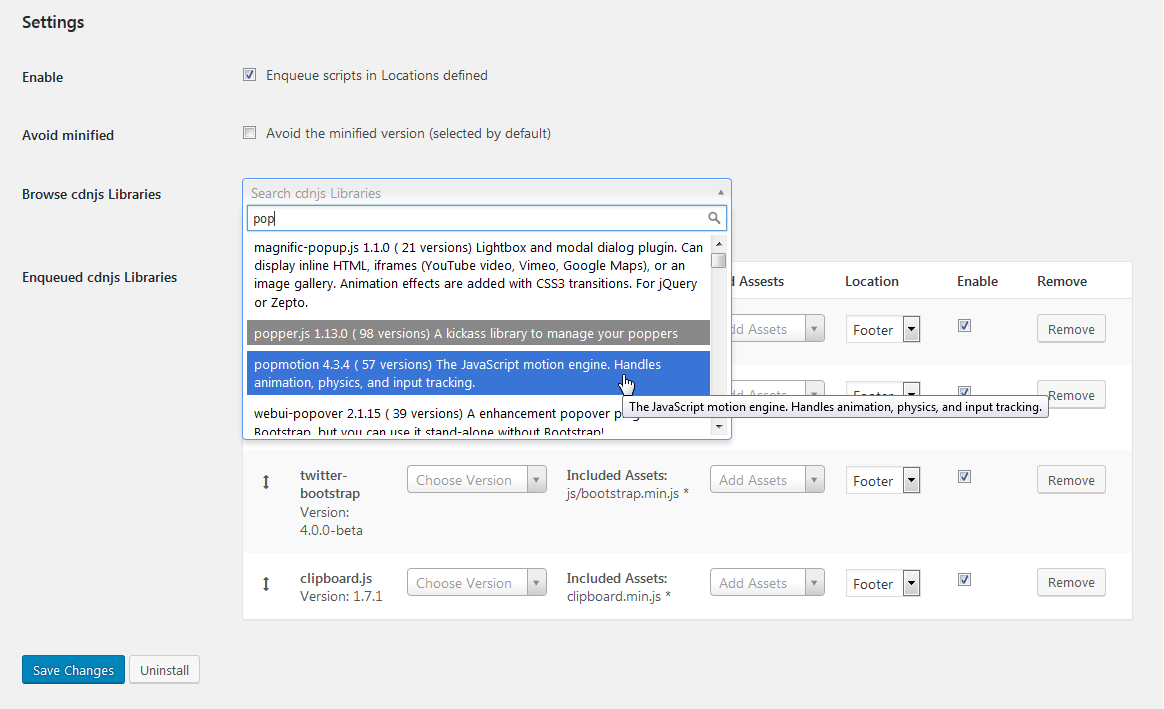 Settings
Enable
Enqueue scripts in Locations defined
Avoid minified
Avoid the minified version (selected by default)
Browse cdnjs Libraries
Search cdnjs Libraries
pop
magnific-popup.js 1.1.0 ( 21 versions) Lightbox and modal dialog plugin. Can
display inline HTML, iframes (YouTube video, Vimeo, Google Maps), or an
image gallery. Animation effects are added with CSS3 transitions. For jQuery
or Zepto.
popper.js 1.13.0 ( 98 versions) A kickass library to manage your poppers
popmotion 4.3.4 ( 57 versions) The JavaScript motion engine. Handles
animation, physics, and input tracking.
The JavaScript motion engine. Handles animation, physics, and input tracking.
webui-popover 2.1.15 ( 39 versions) A enhancement popover
Bootstrap, but you can use it stand-alone without Bootstrap!
Enqueued cdnjs Libraries
Assests
Location
Enable
Remove
Assets
Footer
Remove
Remove
twitter-
bootstrap
Version:
4.0.0-beta
Choose Version
Included Assets:
js/bootstrap.min.js *
Add Assets
Footer
Remove
clipboard.js
Version: 1.7.1
Choose Version
Included Assets:
clipboard.min.js *
Add Assets
Footer
Remove
Save Changes
Uninstall